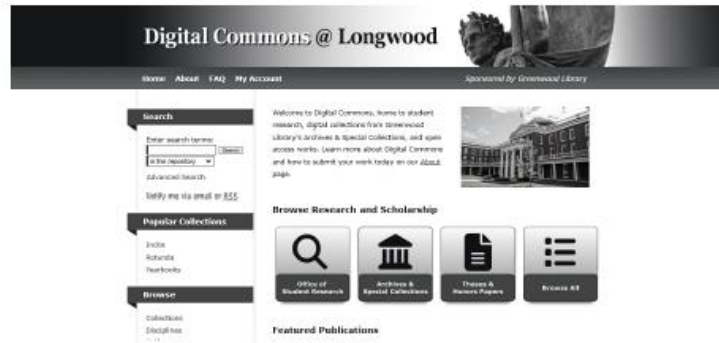 Digital Commons @ Longwood
Home About FAQ My Account
Sponsored by Greenwood Library
Search
Enter search terms:
Search
in this repository
Advanced Search
Notify me via email or RSS
Popular Collections
Incite
Rotunda
Yearbooks
Browse
Collections
Disciplines
Welcome to Digital Commons, home to student
research, digital collections from Greenwood
Library's Archives & Special Collections, and open
access works. Learn more about Digital Commons
and how to submit your work today on our About
page.
Browse Research and Scholarship
Office of
Student Research
Archives &
Special Collections
Theses &
Honors Papers
Browse All
Featured Publications